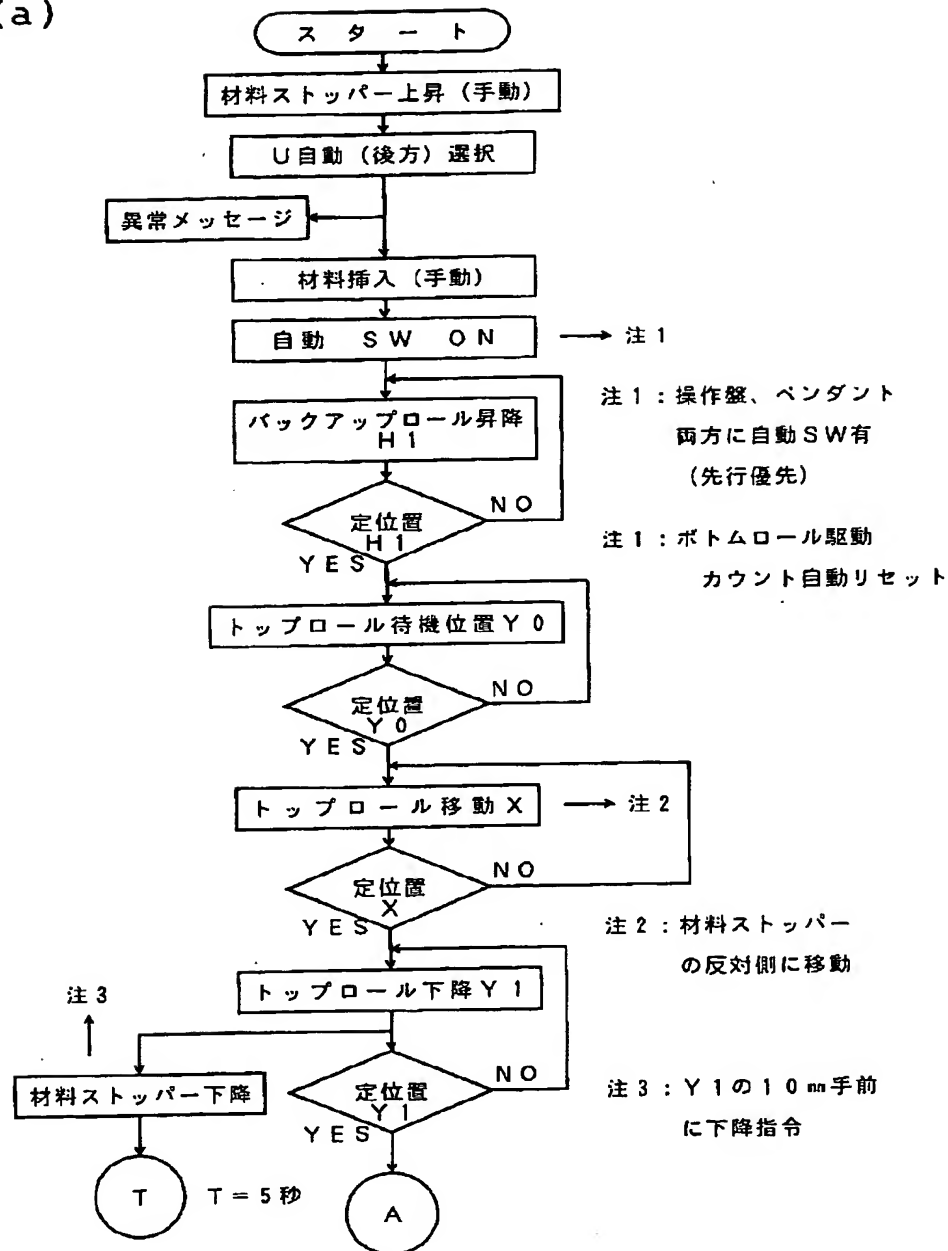 (a)
スタート
材料ストッパー上昇(手動)
U自動(後方)選択
異常メッセージ
材料挿入(手動)
自動 SW ON → 注1
バックアップロール昇降
H1
注1:操作盤、ペンダント
両方に自動SW有
(先行優先)
定位置
H1
NO
YES
注1:ボトムロール駆動
カウント自動リセット
トップロール待機位置Y0
定位置
Y0
NO
YES
トップロール移動X → 注2
定位置
X
NO
YES
注2:材料ストッパー
の反対側に移動
トップロール下降Y1
注3
材料ストッパー下降
定位置
Y1
NO
YES
注3:Y1の10㎜手前
に下降指令
T
T=5秒
A